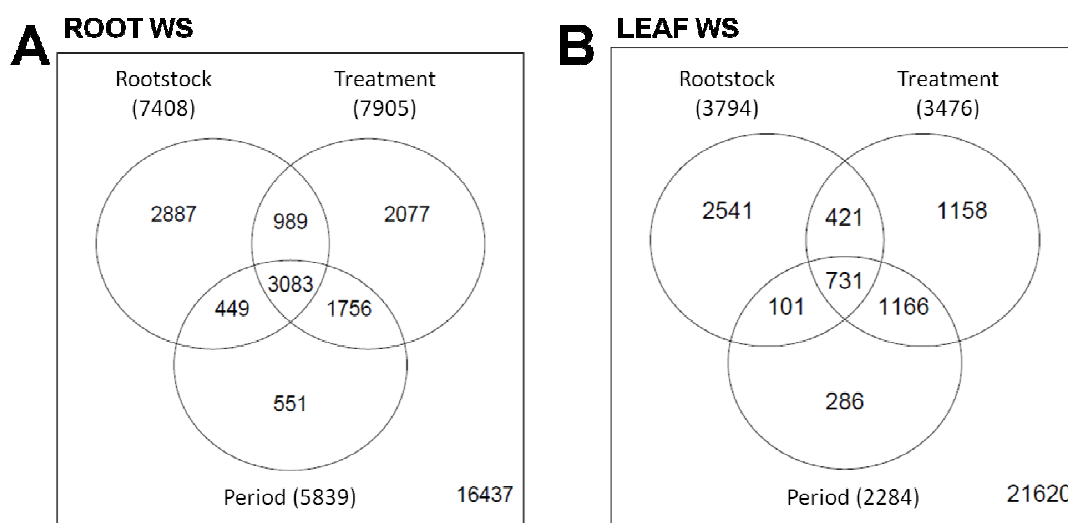 A ROOT WS
Rootstock
(7408)
Treatment
(7905)
2887
989
2077
3083
449
1756
551
Period (5839)
16437
B LEAF WS
Rootstock
(3794)
Treatment
(3476)
2541
421
1158
731
101
1166
286
Period (2284)
21620